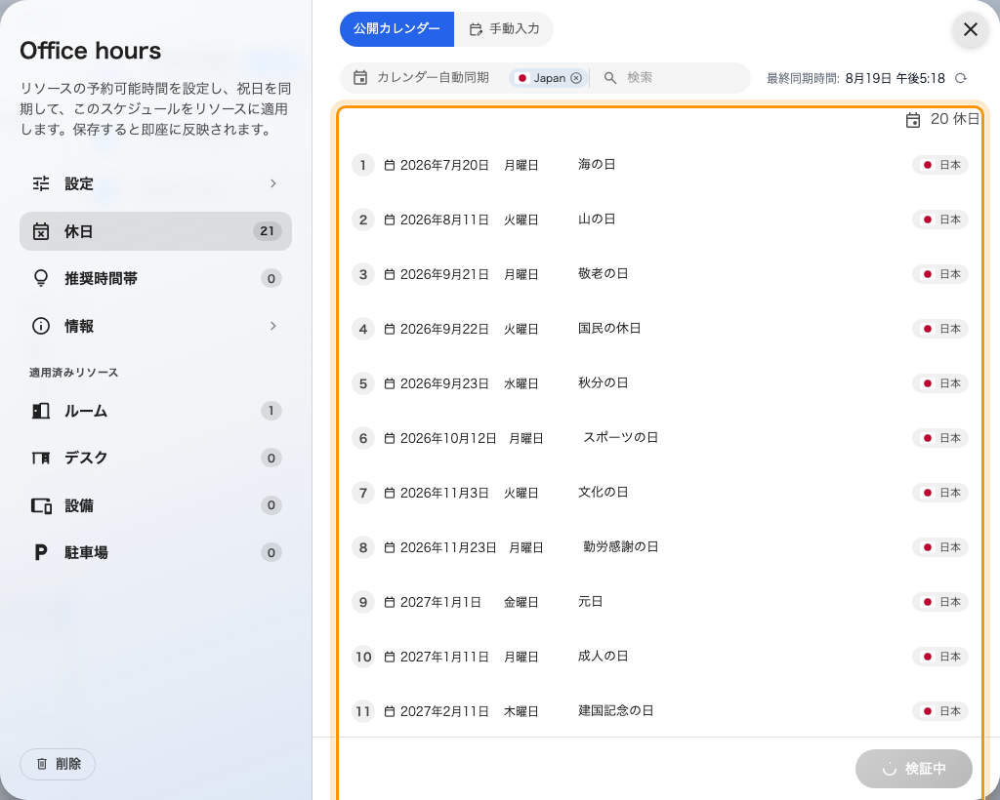 Office hours
リソースの予約可能時間を設定し、祝日を同
期して、このスケジュールをリソースに適用
します。保存すると即座に反映されます。
設定
休日 21
推奨時間帯 0
情報
適用済みリソース
ルーム 1
デスク 0
設備 0
駐車場 0
削除
公開カレンダー 手動入力
カレンダー自動同期 Japan 検索 最終同期時間: 8月19日 午後5:18
20 休日
1 2026年7月20日 月曜日 海の日 日本
2 2026年8月11日 火曜日 山の日 日本
3 2026年9月21日 月曜日 敬老の日 日本
4 2026年9月22日 火曜日 国民の休日 日本
5 2026年9月23日 水曜日 秋分の日 日本
6 2026年10月12日 月曜日 スポーツの日 日本
7 2026年11月3日 火曜日 文化の日 日本
8 2026年11月23日 月曜日 勤労感謝の日 日本
9 2027年1月1日 金曜日 元日 日本
10 2027年1月11日 月曜日 成人の日 日本
11 2027年2月11日 木曜日 建国記念の日 日本
検証中